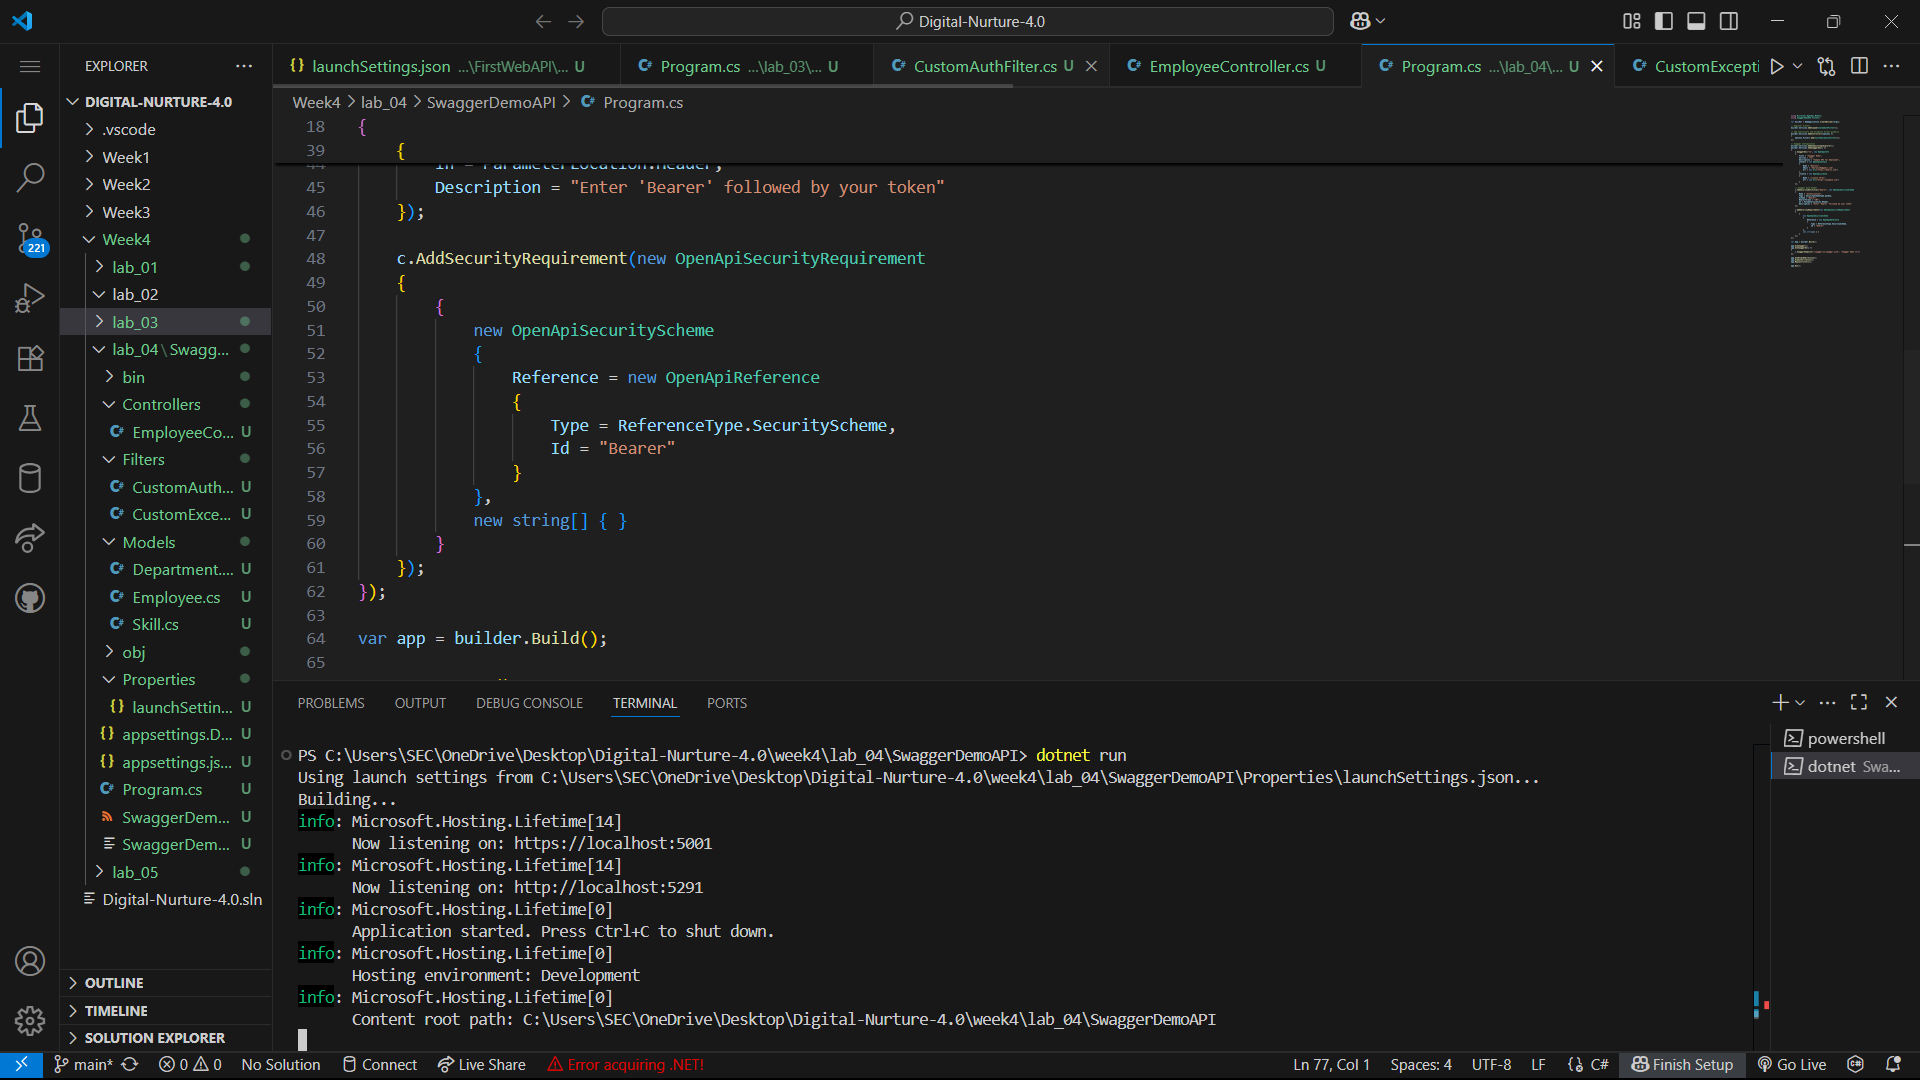 Digital-Nurture-4.0
EXPLORER
DIGITAL-NURTURE-4.0
.vscode
Week1
Week2
Week3
Week4
lab_01
lab_02
lab_03
lab_04 \ Swagg...
bin
Controllers
EmployeeCo... U
Filters
CustomAuth... U
CustomExce... U
Models
Department.... U
Employee.cs U
Skill.cs U
obj
Properties
launchSettin... U
appsettings.D... U
appsettings.js... U
Program.cs U
SwaggerDem... U
SwaggerDem... U
lab_05
Digital-Nurture-4.0.sln
OUTLINE
TIMELINE
SOLUTION EXPLORER
221
launchSettings.json ...\FirstWebAPI\... U
Program.cs ...\lab_03\... U
CustomAuthFilter.cs U
EmployeeController.cs U
Program.cs ...\lab_04\... U
CustomExcepti
Week4 > lab_04 > SwaggerDemoAPI > Program.cs
18 {
39 {
45 Description = "Enter 'Bearer' followed by your token"
46 });
47
48 c.AddSecurityRequirement(new OpenApiSecurityRequirement
49 {
50 {
51 new OpenApiSecurityScheme
52 {
53 Reference = new OpenApiReference
54 {
55 Type = ReferenceType.SecurityScheme,
56 Id = "Bearer"
57 }
58 },
59 new string[] { }
60 }
61 });
62 });
63
64 var app = builder.Build();
65
PROBLEMS OUTPUT DEBUG CONSOLE TERMINAL PORTS
PS C:\Users\SEC\OneDrive\Desktop\Digital-Nurture-4.0\week4\lab_04\SwaggerDemoAPI> dotnet run
Using launch settings from C:\Users\SEC\OneDrive\Desktop\Digital-Nurture-4.0\week4\lab_04\SwaggerDemoAPI\Properties\launchSettings.json...
Building...
info: Microsoft.Hosting.Lifetime[14]
Now listening on: https://localhost:5001
info: Microsoft.Hosting.Lifetime[14]
Now listening on: http://localhost:5291
info: Microsoft.Hosting.Lifetime[0]
Application started. Press Ctrl+C to shut down.
info: Microsoft.Hosting.Lifetime[0]
Hosting environment: Development
info: Microsoft.Hosting.Lifetime[0]
Content root path: C:\Users\SEC\OneDrive\Desktop\Digital-Nurture-4.0\week4\lab_04\SwaggerDemoAPI
powershell
dotnet Swa...
main* 0 0 No Solution Connect Live Share Error acquiring .NET! Ln 77, Col 1 Spaces: 4 UTF-8 LF {} C# Finish Setup Go Live